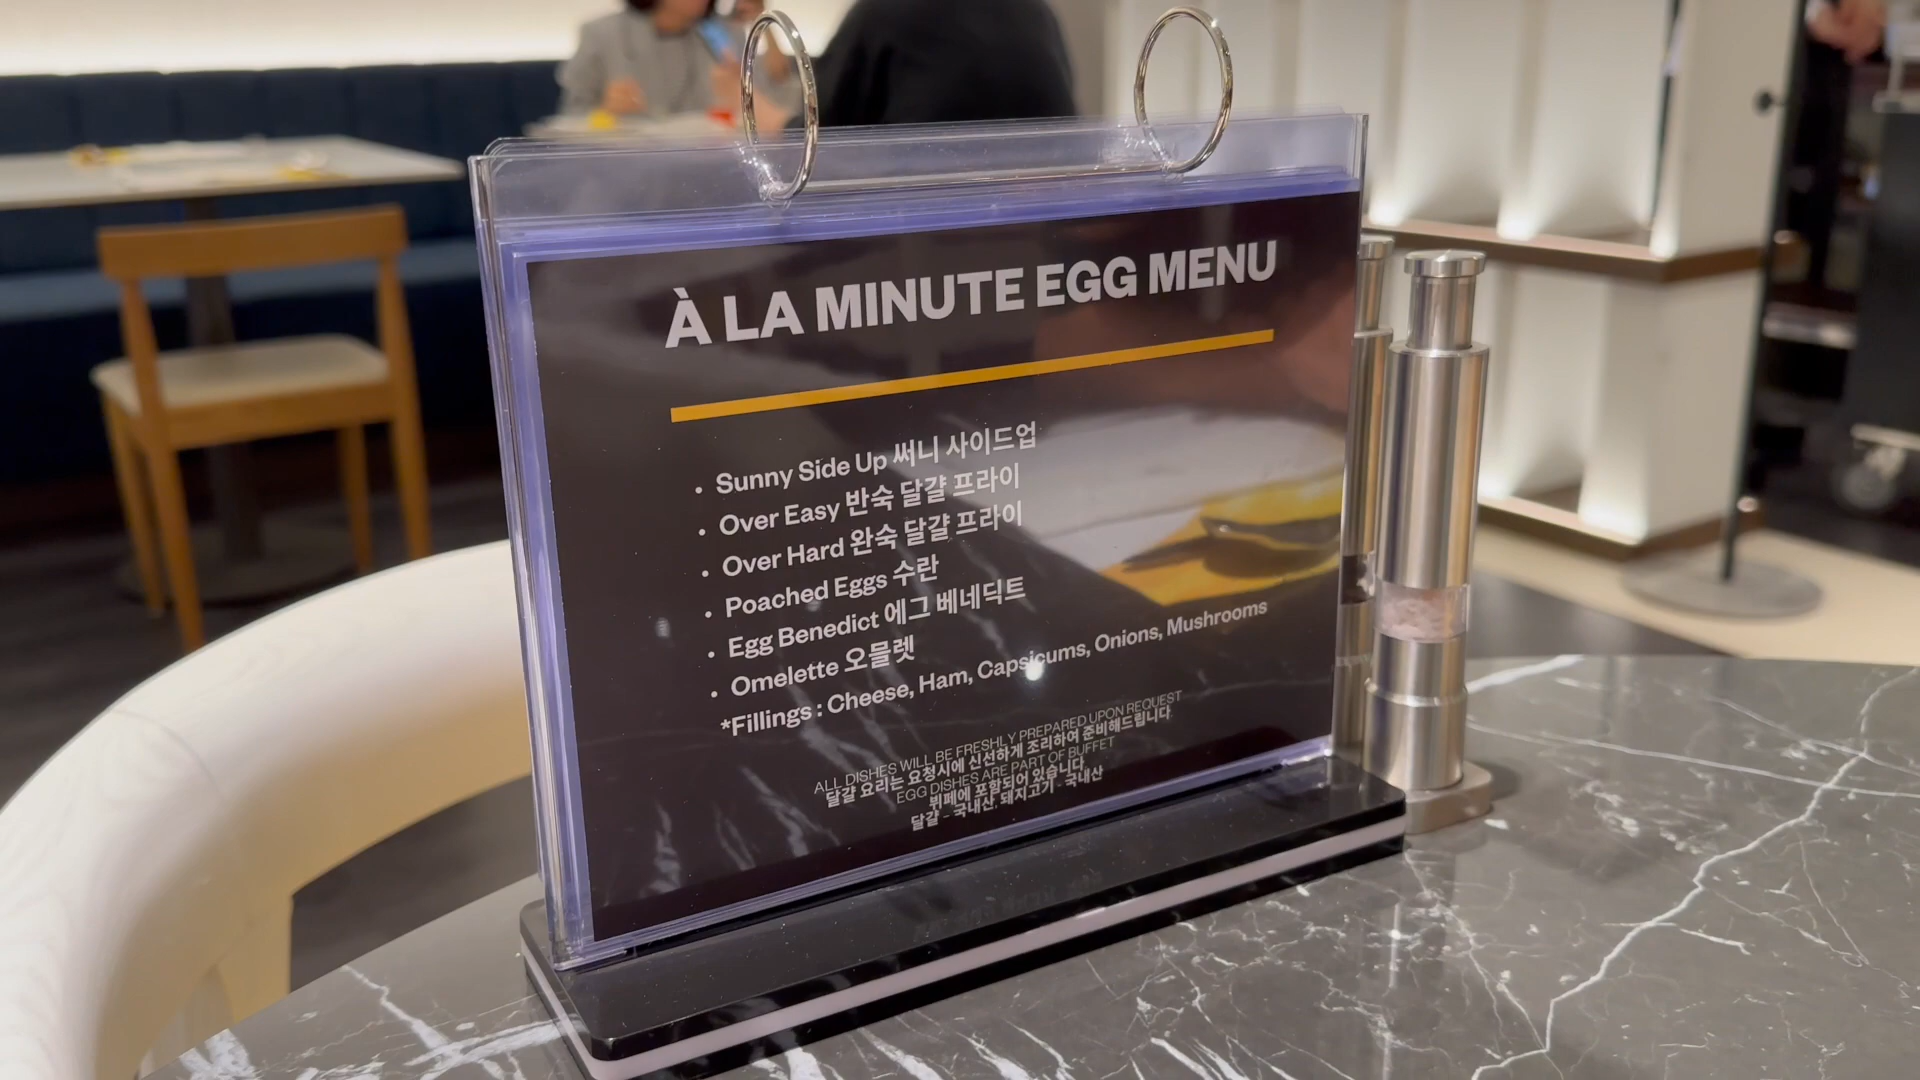 À LA MINUTE EGG MENU
• Sunny Side Up 써니 사이드업
• Over Easy 반숙 달걀 프라이
• Over Hard 완숙 달걀 프라이
• Poached Eggs 수란
• Egg Benedict 에그 베네딕트
• Omelette 오믈렛
*Fillings : Cheese, Ham, Capsicums, Onions, Mushrooms
ALL DISHES WILL BE FRESHLY PREPARED UPON REQUEST
달걀 요리는 요청시에 신선하게 조리하여 준비해드립니다.
EGG DISHES ARE PART OF BUFFET
뷔페에 포함되어 있습니다.
달걀 - 국내산, 돼지고기 - 국내산